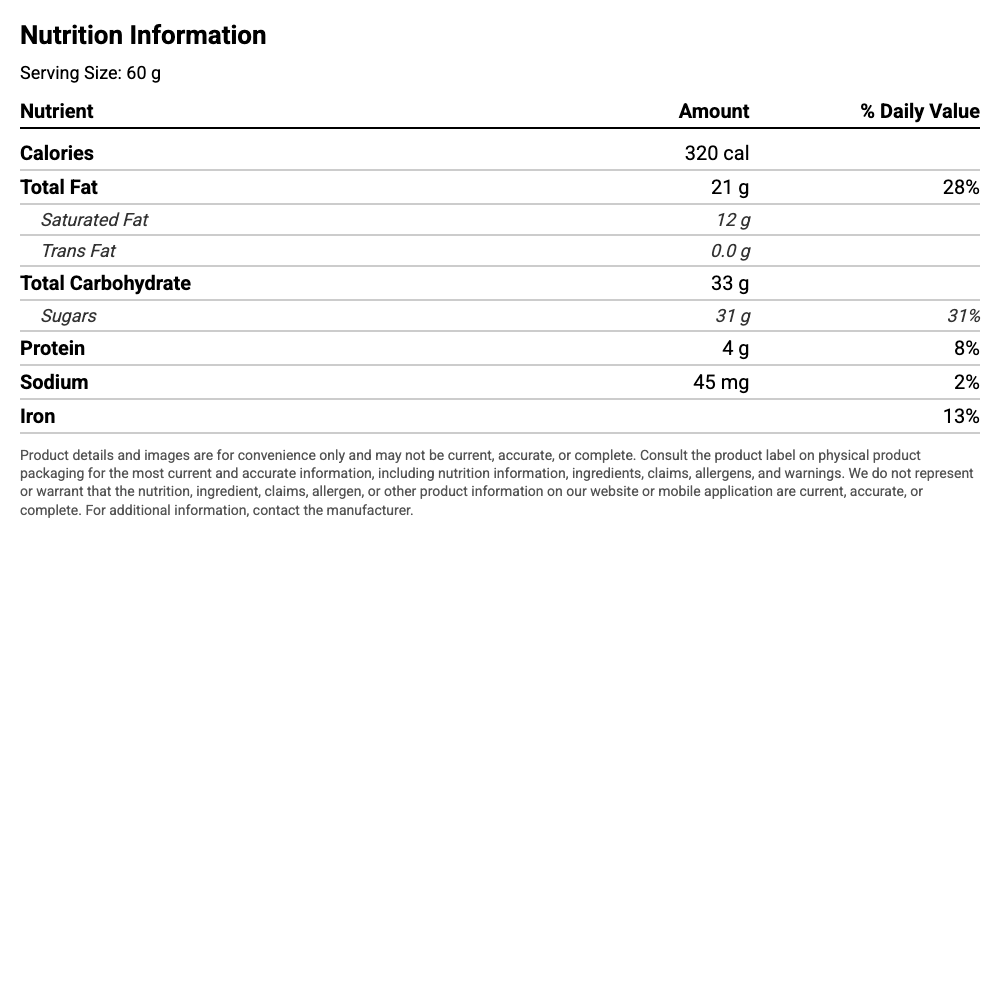 Nutrition Information
Serving Size: 60 g
Nutrient Amount % Daily Value
Calories 320 cal
Total Fat 21 g 28%
Saturated Fat 12 g
Trans Fat 0.0 g
Total Carbohydrate 33 g
Sugars 31 g 31%
Protein 4 g 8%
Sodium 45 mg 2%
Iron 13%
Product details and images are for convenience only and may not be current, accurate, or complete. Consult the product label on physical product
packaging for the most current and accurate information, including nutrition information, ingredients, claims, allergens, and warnings. We do not represent
or warrant that the nutrition, ingredient, claims, allergen, or other product information on our website or mobile application are current, accurate, or
complete. For additional information, contact the manufacturer.